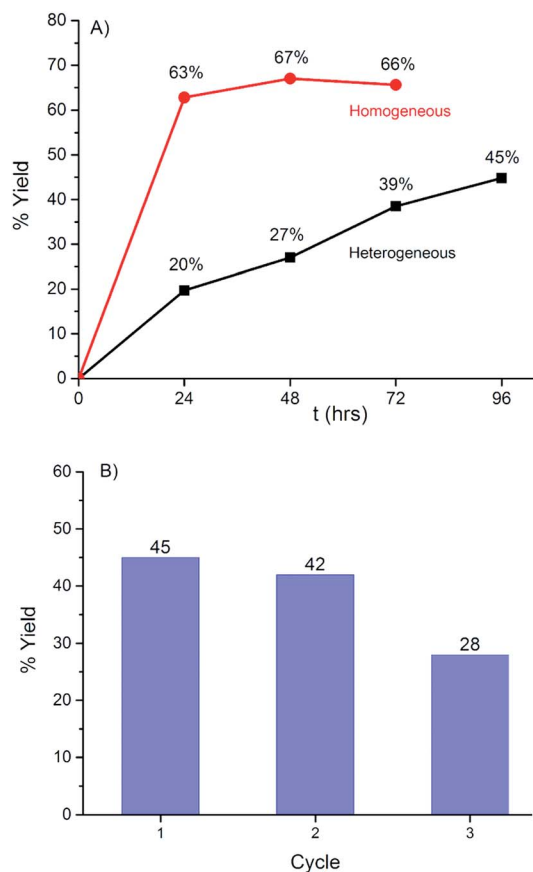 A)
80
70
60
50
40
30
20
10
0
% Yield
63%
67%
66%
Homogeneous
45%
39%
27%
20%
Heterogeneous
0 24 48 72 96
t (hrs)
B)
60
50
40
30
20
10
0
% Yield
45
42
28
1 2 3
Cycle